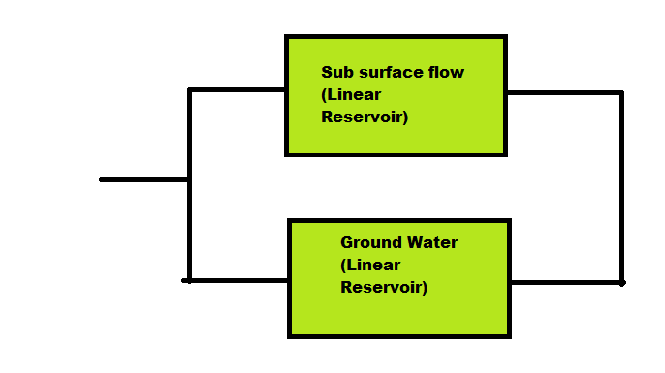 Sub surface flow
(Linear
Reservoir)
Ground Water
(Linear
Reservoir)